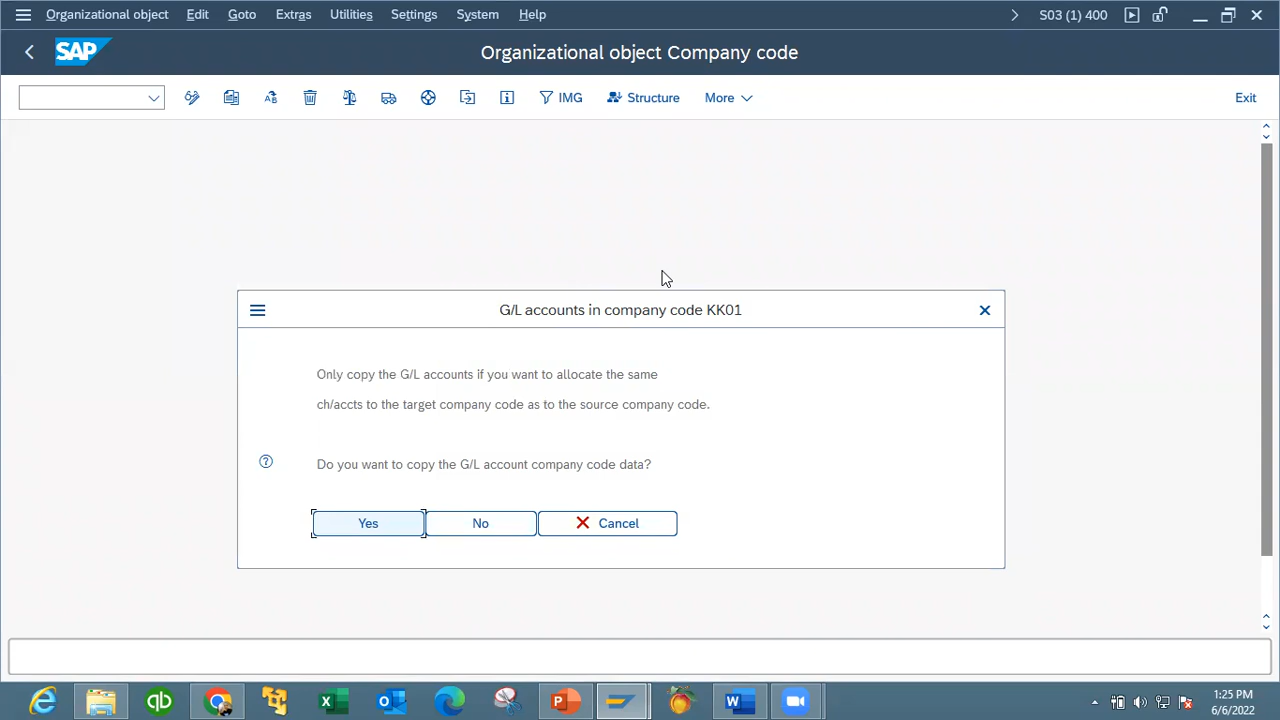 Organizational object Edit Goto Extras Utilities Settings System Help S03 (1) 400
SAP Organizational object Company code
IMG Structure More Exit
G/L accounts in company code KK01
Only copy the G/L accounts if you want to allocate the same
ch/accts to the target company code as to the source company code.
Do you want to copy the G/L account company code data?
Yes No Cancel
1:25 PM
6/6/2022